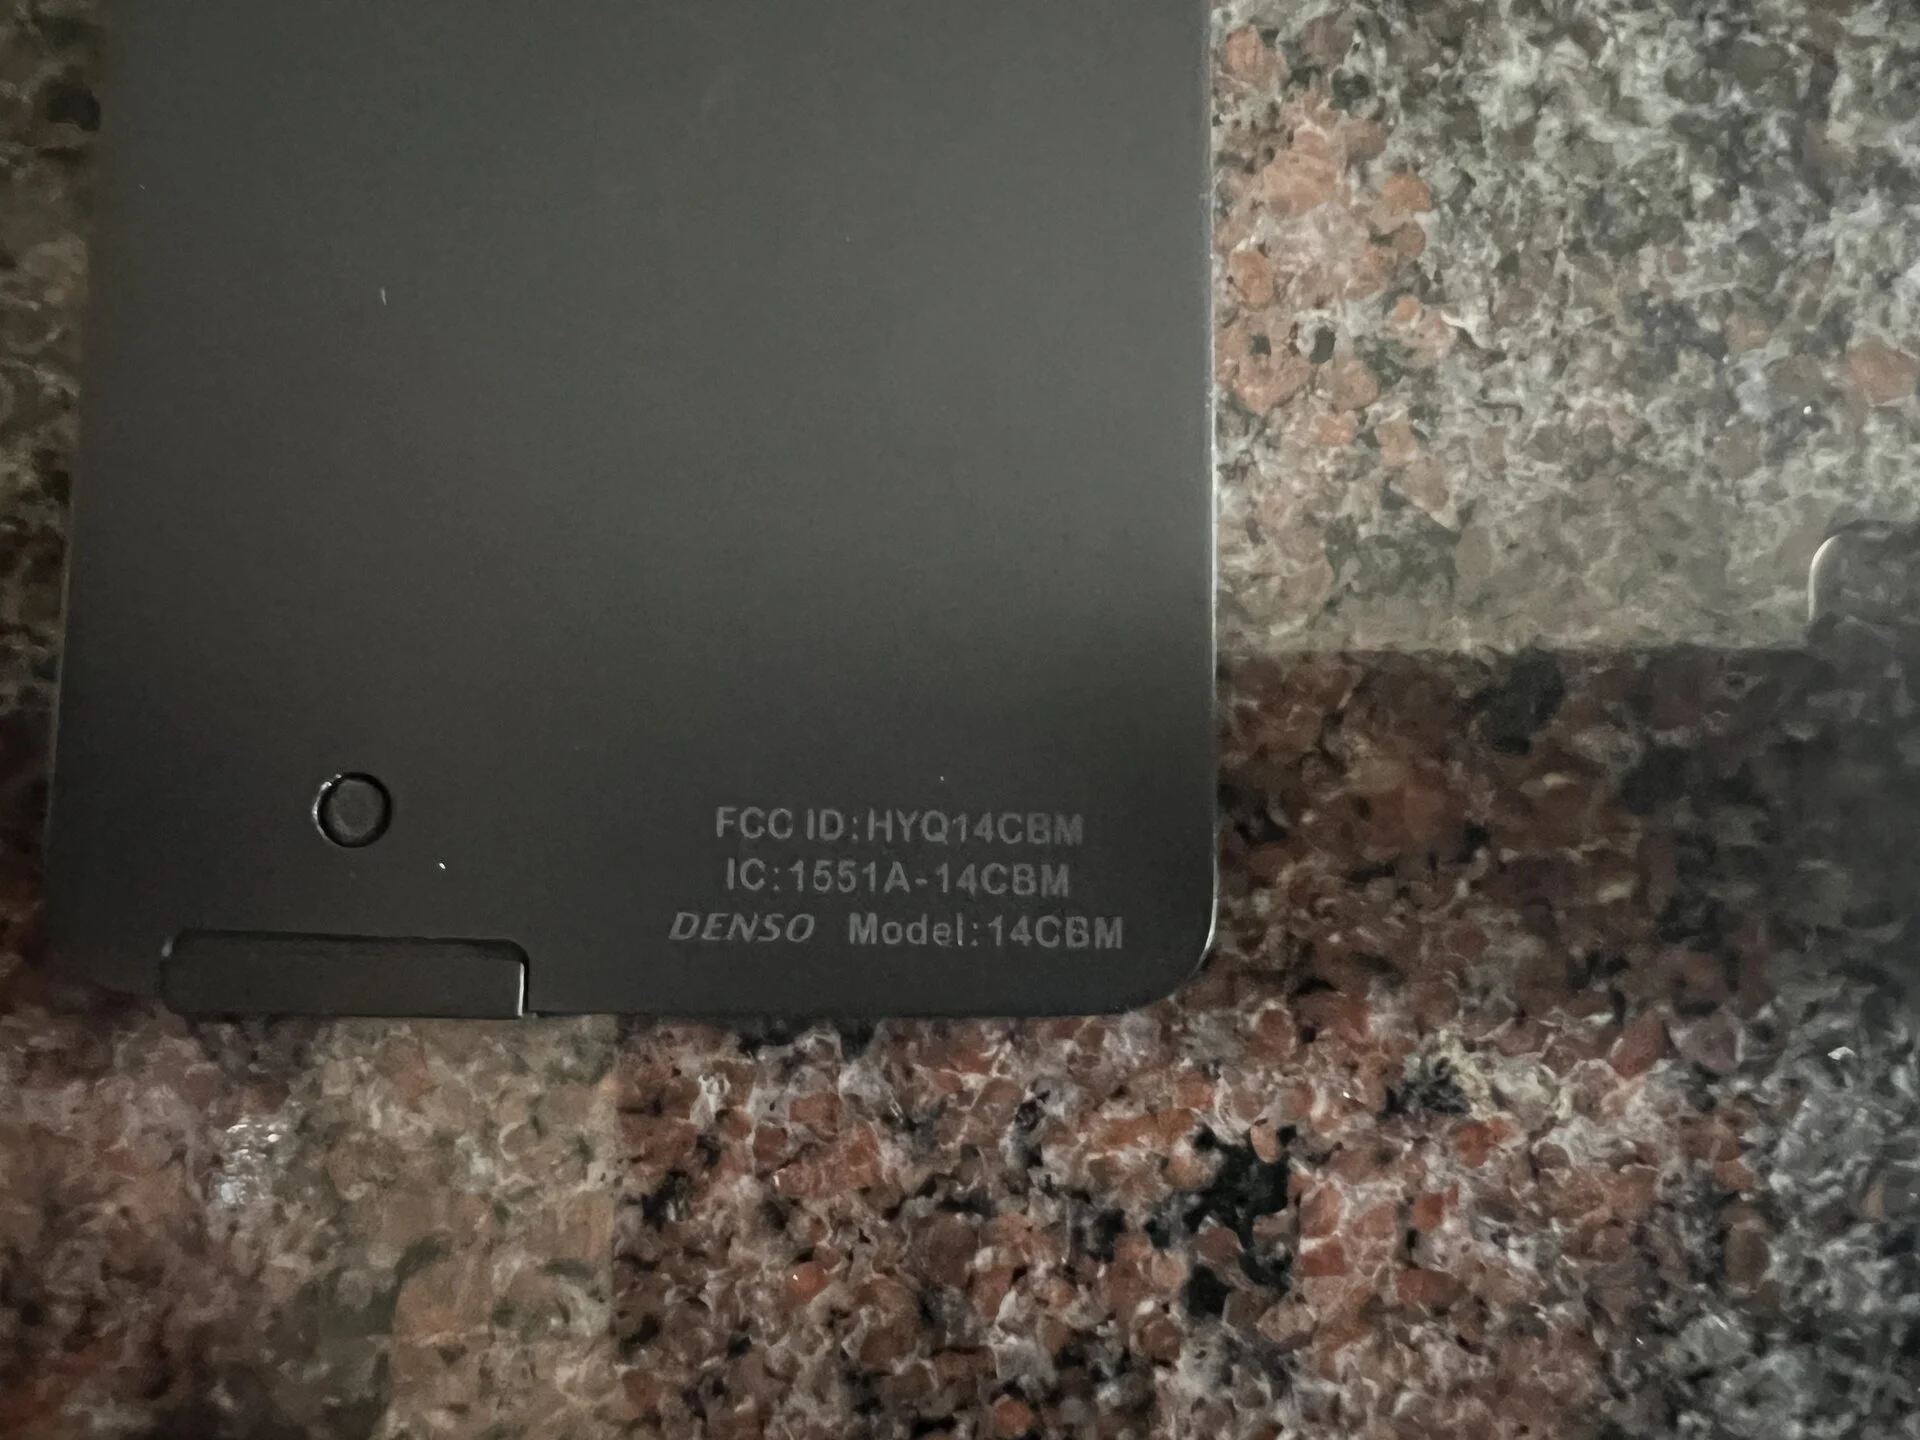 FCC ID:HYQ14CBM
IC:1551A-14CBM
DENSO Model:14CBM